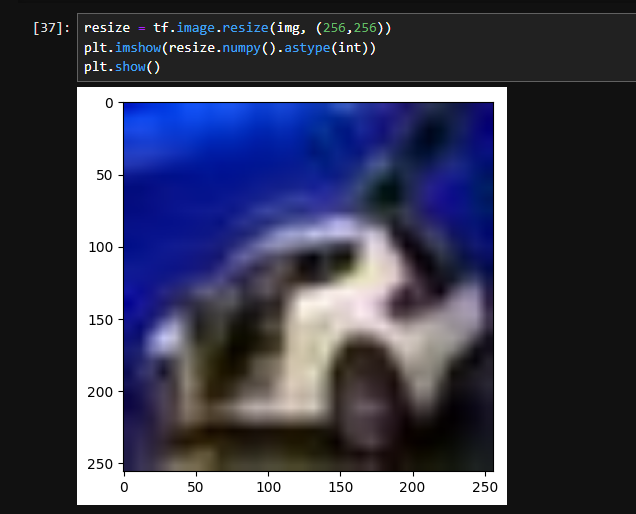 [37]: resize = tf.image.resize(img, (256,256))
plt.imshow(resize.numpy().astype(int))
plt.show()
0
50
100
150
200
250
0 50 100 150 200 250